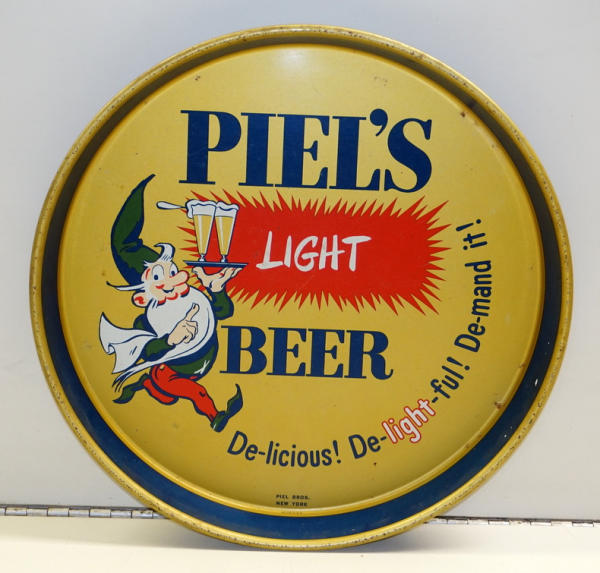 PIEL'S
LIGHT
BEER
De-licious! De-light-ful! De-mand it!
PIEL BROS.
NEW YORK